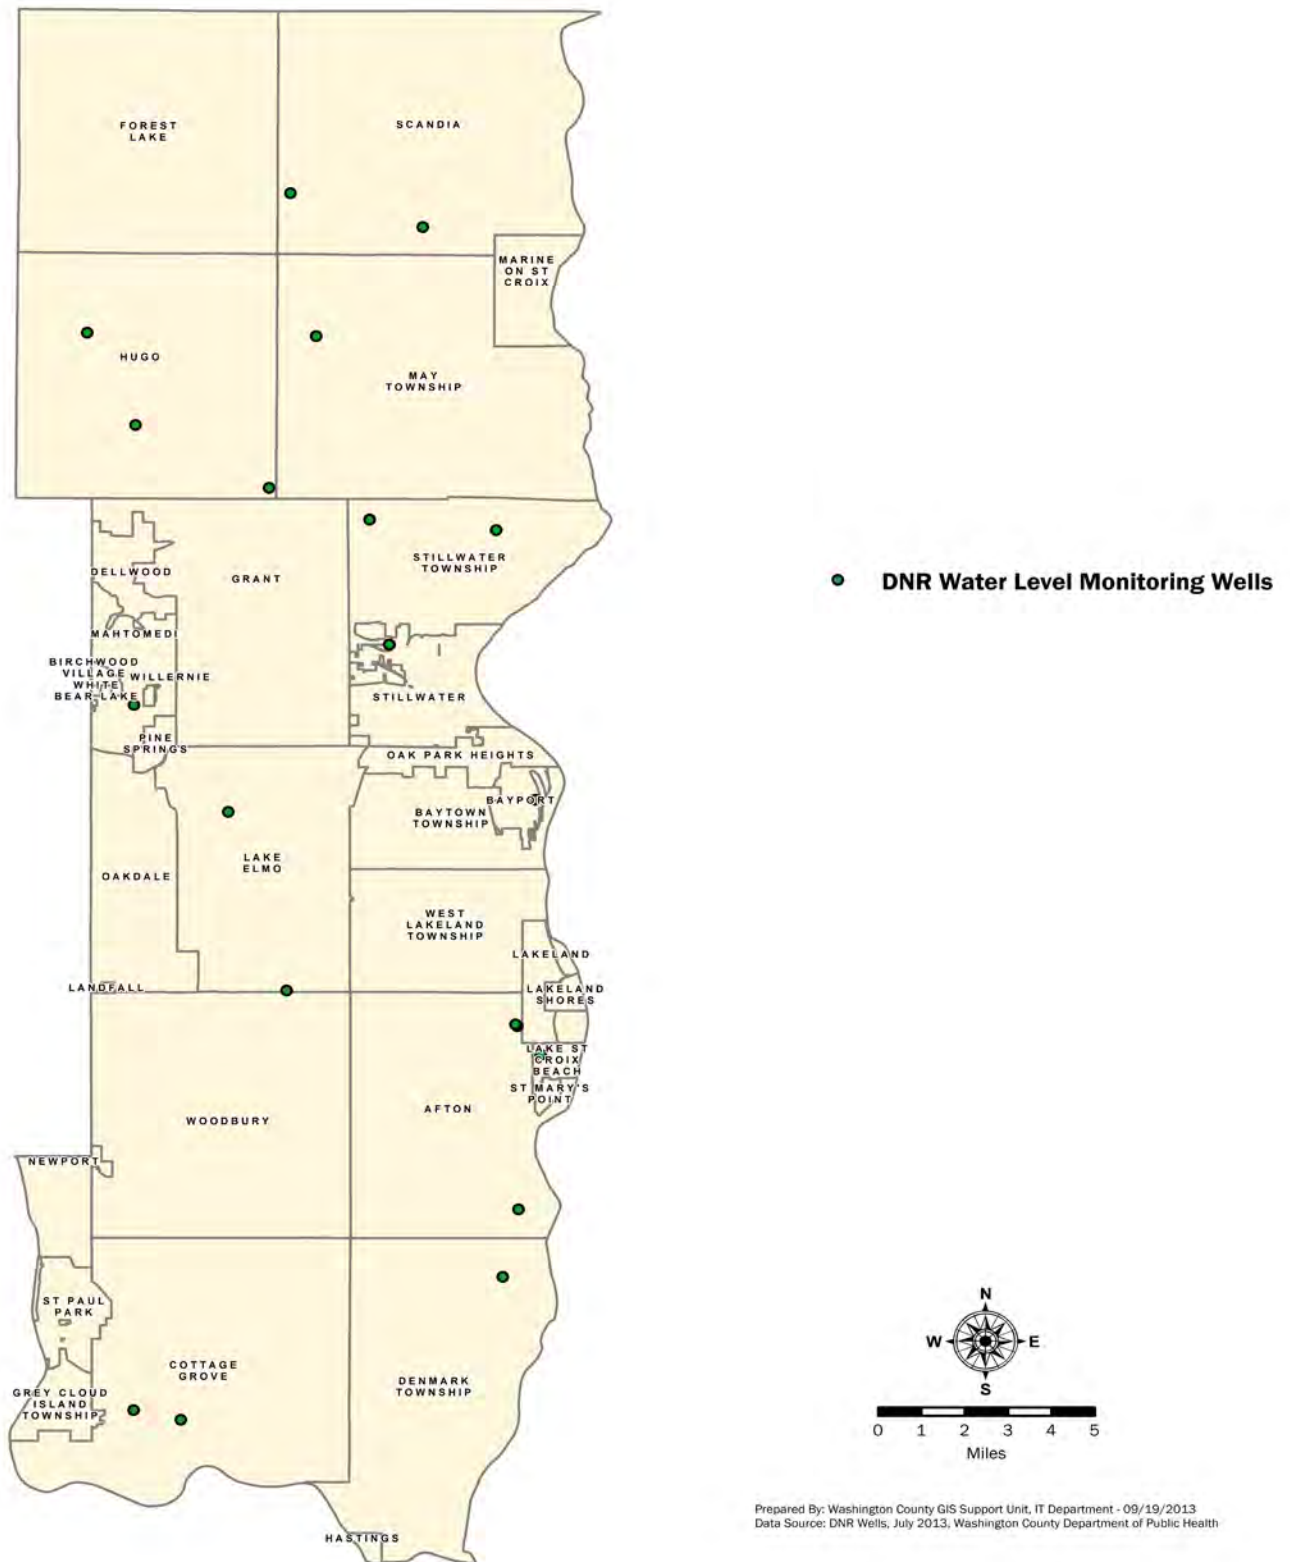 FOREST
LAKE
SCANDIA
MARINE
ON ST
CROIX
HUGO
MAY
TOWNSHIP
DELLWOOD
GRANT
STILLWATER
TOWNSHIP
DNR Water Level Monitoring Wells
MAHTOMEDI
BIRCHWOOD
VILLAGE
WHITE
BEAR LAKE
WILLERNIE
STILLWATER
PINE
SPRINGS
OAK PARK HEIGHTS
BAYPORT
BAYTOWN
TOWNSHIP
LAKE
ELMO
OAKDALE
WEST
LAKELAND
TOWNSHIP
LAKELAND
LANDFALL
LAKELAND
SHORES
LAKE ST
CROIX
BEACH
ST MARY'S
POINT
AFTON
WOODBURY
NEWPORT
ST PAUL
PARK
COTTAGE
GROVE
DENMARK
TOWNSHIP
GREY CLOUD
ISLAND
TOWNSHIP
HASTINGS
N
W E
S
0 1 2 3 4 5
Miles
Prepared By: Washington County GIS Support Unit, IT Department - 09/19/2013
Data Source: DNR Wells, July 2013, Washington County Department of Public Health